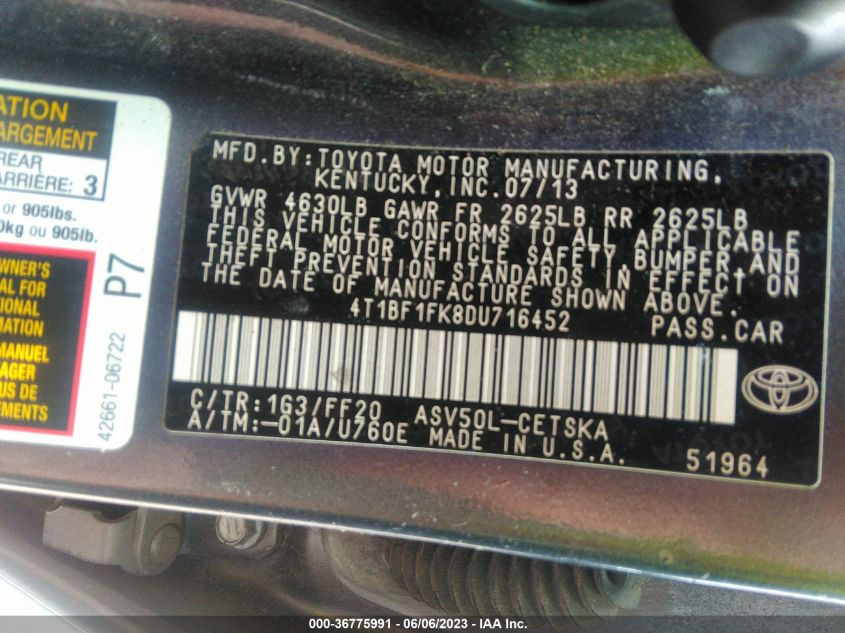 ATION
ARGEMENT
REAR
ARRIÈRE: 3
or 905lbs.
0kg ou 905lb.
OWNER'S
AL FOR
TIONAL
RMATION
MANUEL
AGER
US DE
EMENTS
P7
42661-06722
MFD.BY:TOYOTA MOTOR MANUFACTURING,
KENTUCKY,INC.07/13
GVWR 4630LB GAWR FR 2625LB RR 2625LB
THIS VEHICLE CONFORMS TO ALL APPLICABLE
FEDERAL MOTOR VEHICLE SAFETY,BUMPER,AND
THEFT PREVENTION STANDARDS IN EFFECT ON
THE DATE OF MANUFACTURE SHOWN ABOVE.
4T1BF1FK8DU716452 PASS.CAR
C/TR:1G3/FF20 ASV50L-CETSKA
A/TM:-01A/U760E MADE IN U.S.A. 51964
000-36775991 - 06/06/2023 - IAA Inc.